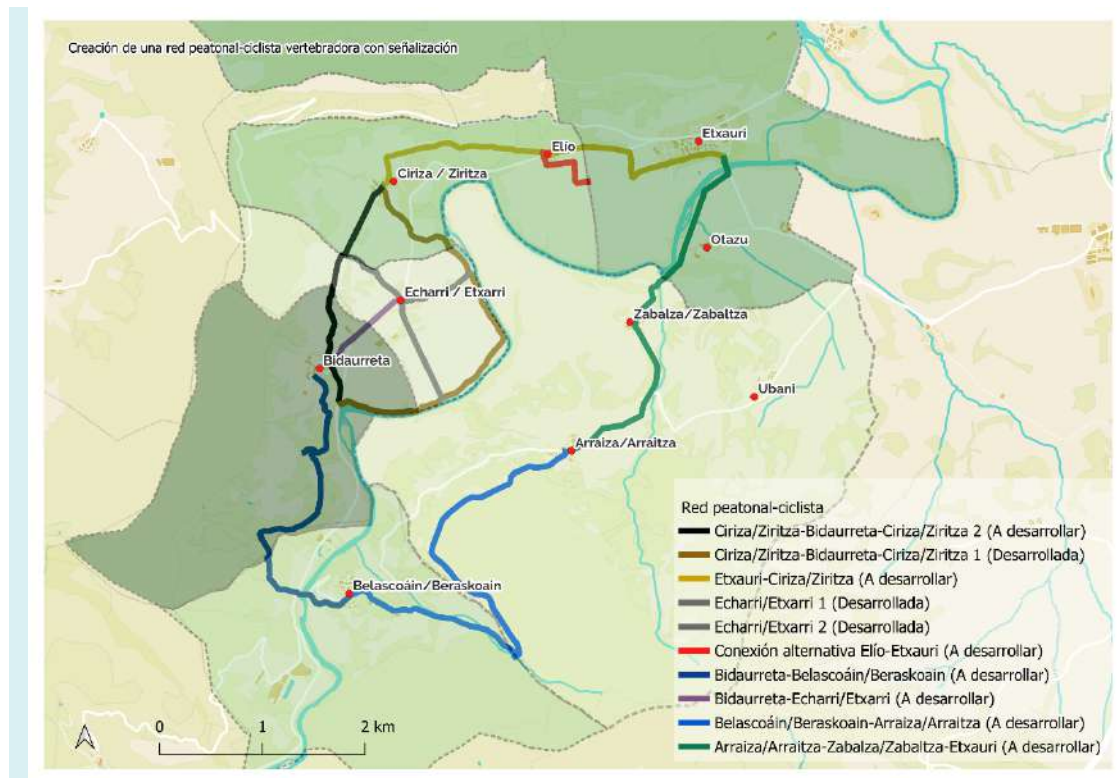 Creación de una red peatonal-ciclista vertebradora con señalización
Etxauri
Elío
Ciriza / Ziritza
Otazu
Echarri / Etxarri
Zabalza/Zabaltza
Bidaurreta
Ubani
Arraiza/Arraitza
Belascoáin/Beraskoain
Red peatonal-ciclista
Ciriza/Ziritza-Bidaurreta-Ciriza/Ziritza 2 (A desarrollar)
Ciriza/Ziritza-Bidaurreta-Ciriza/Ziritza 1 (Desarrollada)
Etxauri-Ciriza/Ziritza (A desarrollar)
Echarri/Etxarri 1 (Desarrollada)
Echarri/Etxarri 2 (Desarrollada)
Conexión alternativa Elío-Etxauri (A desarrollar)
Bidaurreta-Belascoáin/Beraskoain (A desarrollar)
Bidaurreta-Echarri/Etxarri (A desarrollar)
Belascoáin/Beraskoain-Arraiza/Arraitza (A desarrollar)
Arraiza/Arraitza-Zabalza/Zabaltza-Etxauri (A desarrollar)
0 1 2 km